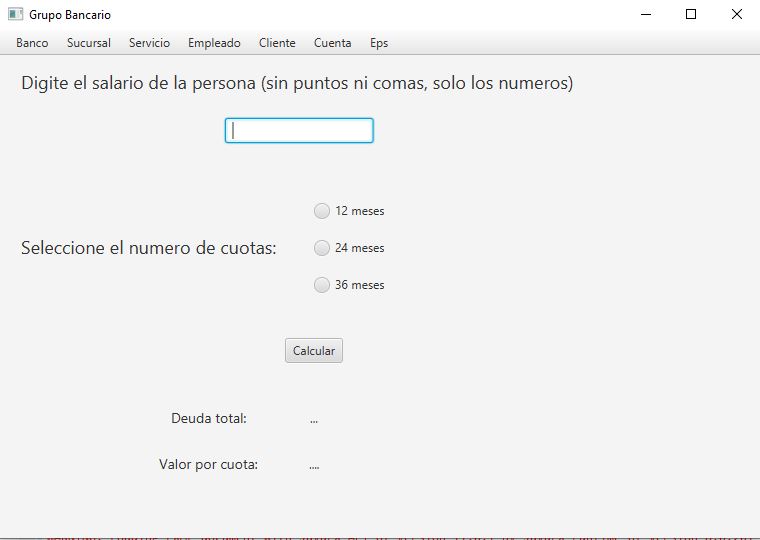 Grupo Bancario
Banco Sucursal Servicio Empleado Cliente Cuenta Eps
Digite el salario de la persona (sin puntos ni comas, solo los numeros)
12 meses
Seleccione el numero de cuotas: 24 meses
36 meses
Calcular
Deuda total: ...
Valor por cuota: ....